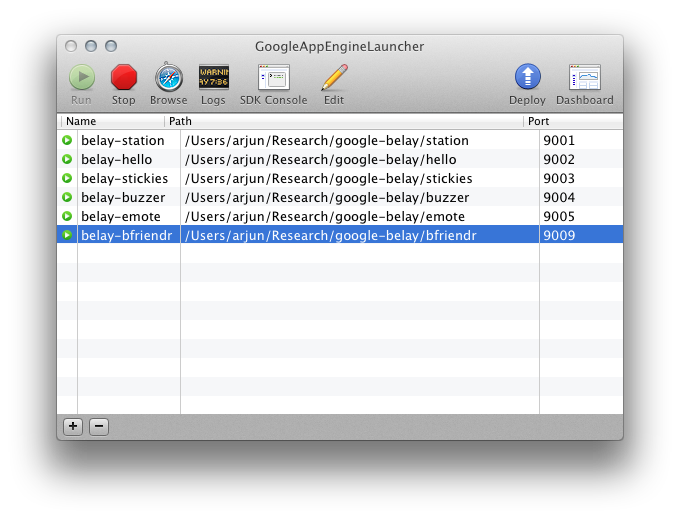 GoogleAppEngineLauncher
WARNIN
AY 7:36
Run Stop Browse Logs SDK Console Edit Deploy Dashboard
Name Path Port
belay-station /Users/arjun/Research/google-belay/station 9001
belay-hello /Users/arjun/Research/google-belay/hello 9002
belay-stickies /Users/arjun/Research/google-belay/stickies 9003
belay-buzzer /Users/arjun/Research/google-belay/buzzer 9004
belay-emote /Users/arjun/Research/google-belay/emote 9005
belay-bfriendr /Users/arjun/Research/google-belay/bfriendr 9009